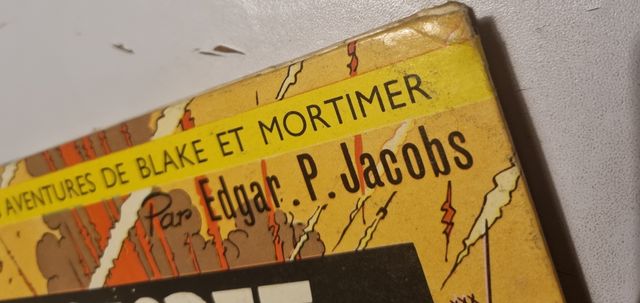 AVENTURES DE BLAKE ET MORTIMER
Par Edgar.P.Jacobs